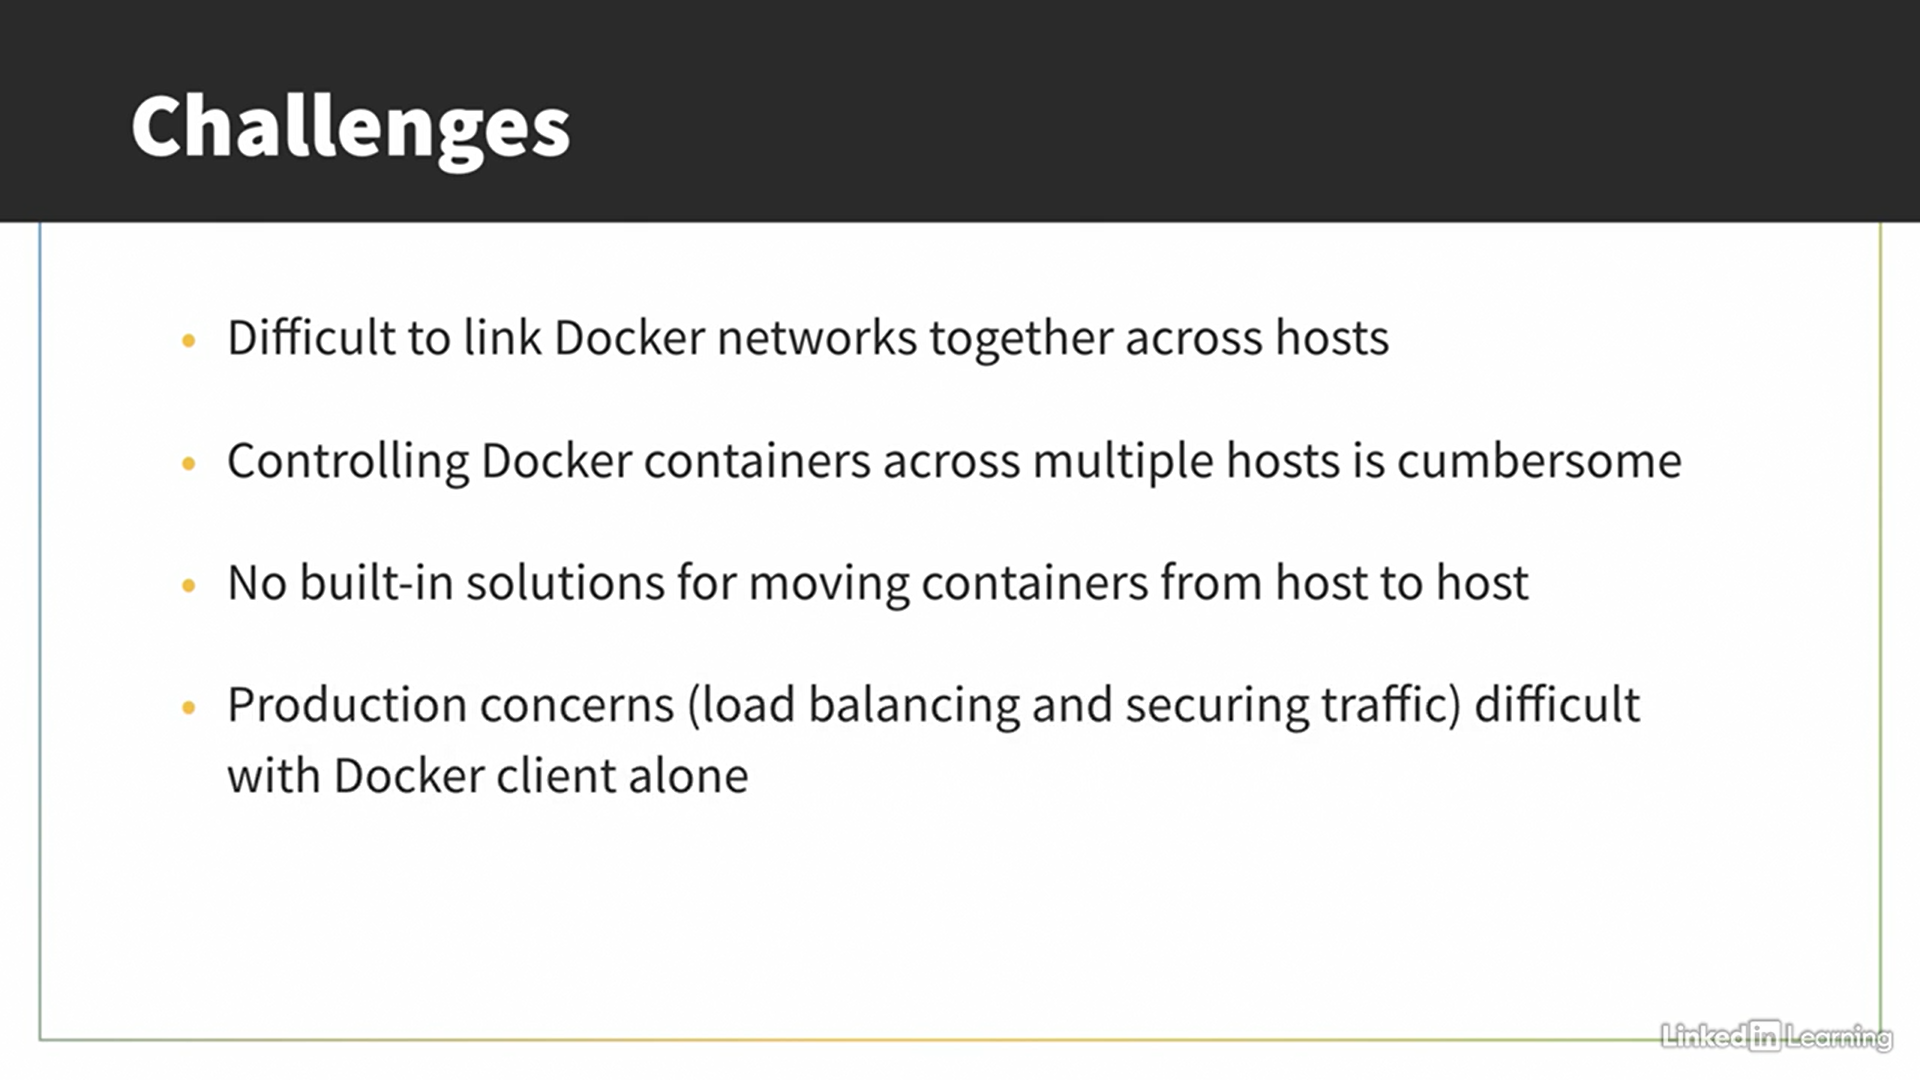 Challenges
• Difficult to link Docker networks together across hosts
• Controlling Docker containers across multiple hosts is cumbersome
• No built-in solutions for moving containers from host to host
• Production concerns (load balancing and securing traffic) difficult
with Docker client alone
Linked in Learning